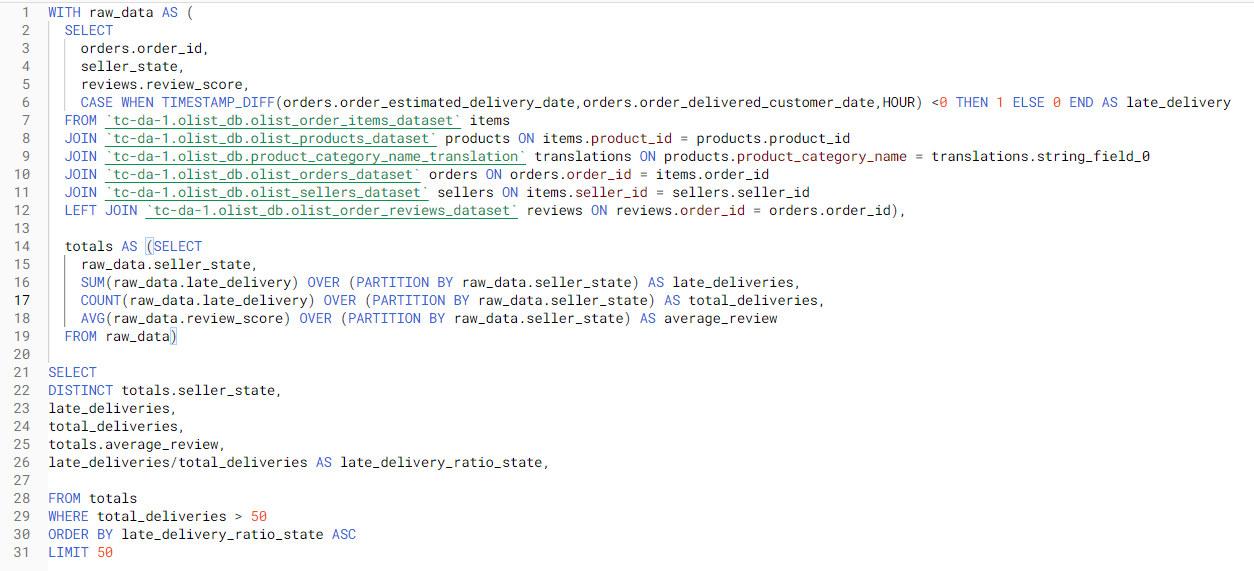 1 WITH raw_data AS (
2 SELECT
3 orders.order_id,
4 seller_state,
5 reviews.review_score,
6 CASE WHEN TIMESTAMP_DIFF(orders.order_estimated_delivery_date,orders.order_delivered_customer_date,HOUR) <0 THEN 1 ELSE 0 END AS late_delivery
7 FROM `tc-da-1.olist_db.olist_order_items_dataset` items
8 JOIN `tc-da-1.olist_db.olist_products_dataset` products ON items.product_id = products.product_id
9 JOIN `tc-da-1.olist_db.product_category_name_translation` translations ON products.product_category_name = translations.string_field_0
10 JOIN `tc-da-1.olist_db.olist_orders_dataset` orders ON orders.order_id = items.order_id
11 JOIN `tc-da-1.olist_db.olist_sellers_dataset` sellers ON items.seller_id = sellers.seller_id
12 LEFT JOIN `tc-da-1.olist_db.olist_order_reviews_dataset` reviews ON reviews.order_id = orders.order_id),
13
14 totals AS (SELECT
15 raw_data.seller_state,
16 SUM(raw_data.late_delivery) OVER (PARTITION BY raw_data.seller_state) AS late_deliveries,
17 COUNT(raw_data.late_delivery) OVER (PARTITION BY raw_data.seller_state) AS total_deliveries,
18 AVG(raw_data.review_score) OVER (PARTITION BY raw_data.seller_state) AS average_review
19 FROM raw_data)
20
21 SELECT
22 DISTINCT totals.seller_state,
23 late_deliveries,
24 total_deliveries,
25 totals.average_review,
26 late_deliveries/total_deliveries AS late_delivery_ratio_state,
27
28 FROM totals
29 WHERE total_deliveries > 50
30 ORDER BY late_delivery_ratio_state ASC
31 LIMIT 50